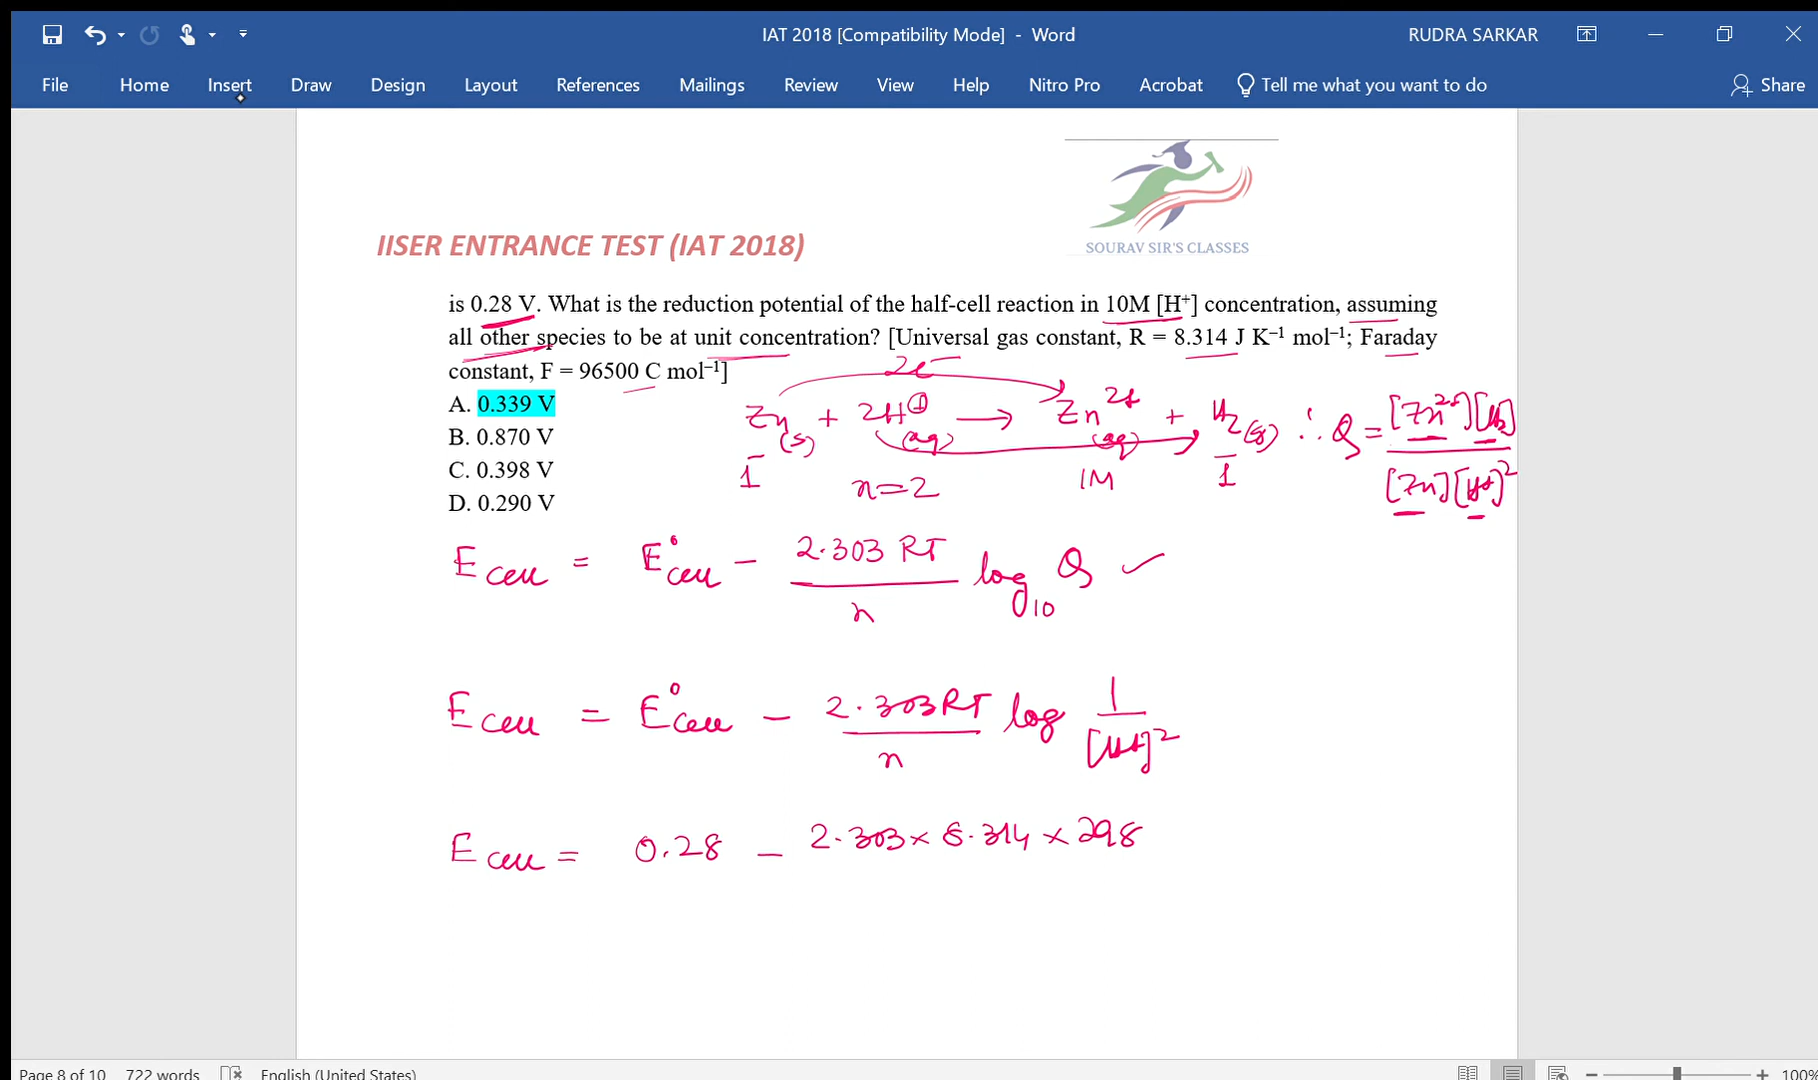 IAT 2018 [Compatibility Mode] - Word
RUDRA SARKAR
File Home Insert Draw Design Layout References Mailings Review View Help Nitro Pro Acrobat Tell me what you want to do Share
SOURAV SIR'S CLASSES
IISER ENTRANCE TEST (IAT 2018)
is 0.28 V. What is the reduction potential of the half-cell reaction in 10M [H⁺] concentration, assuming
all other species to be at unit concentration? [Universal gas constant, R = 8.314 J K⁻¹ mol⁻¹; Faraday
constant, F = 96500 C mol⁻¹]
A. 0.339 V
B. 0.870 V
C. 0.398 V
D. 0.290 V
2e⁻
Zn(s) + 2H⊕(aq) → Zn²⁺(aq) + H₂(g) ∴ Q = [Zn²⁺][H₂] / [Zn][H⁺]²
1 n=2 1M 1
Ecell = E°cell − 2.303 RT / n log₁₀ Q ✓
Ecell = E°cell − 2.303RT / n log 1 / [H⁺]²
Ecell = 0.28 − 2.303 × 8.314 × 298
Page 8 of 10 722 words English (United States) 100%